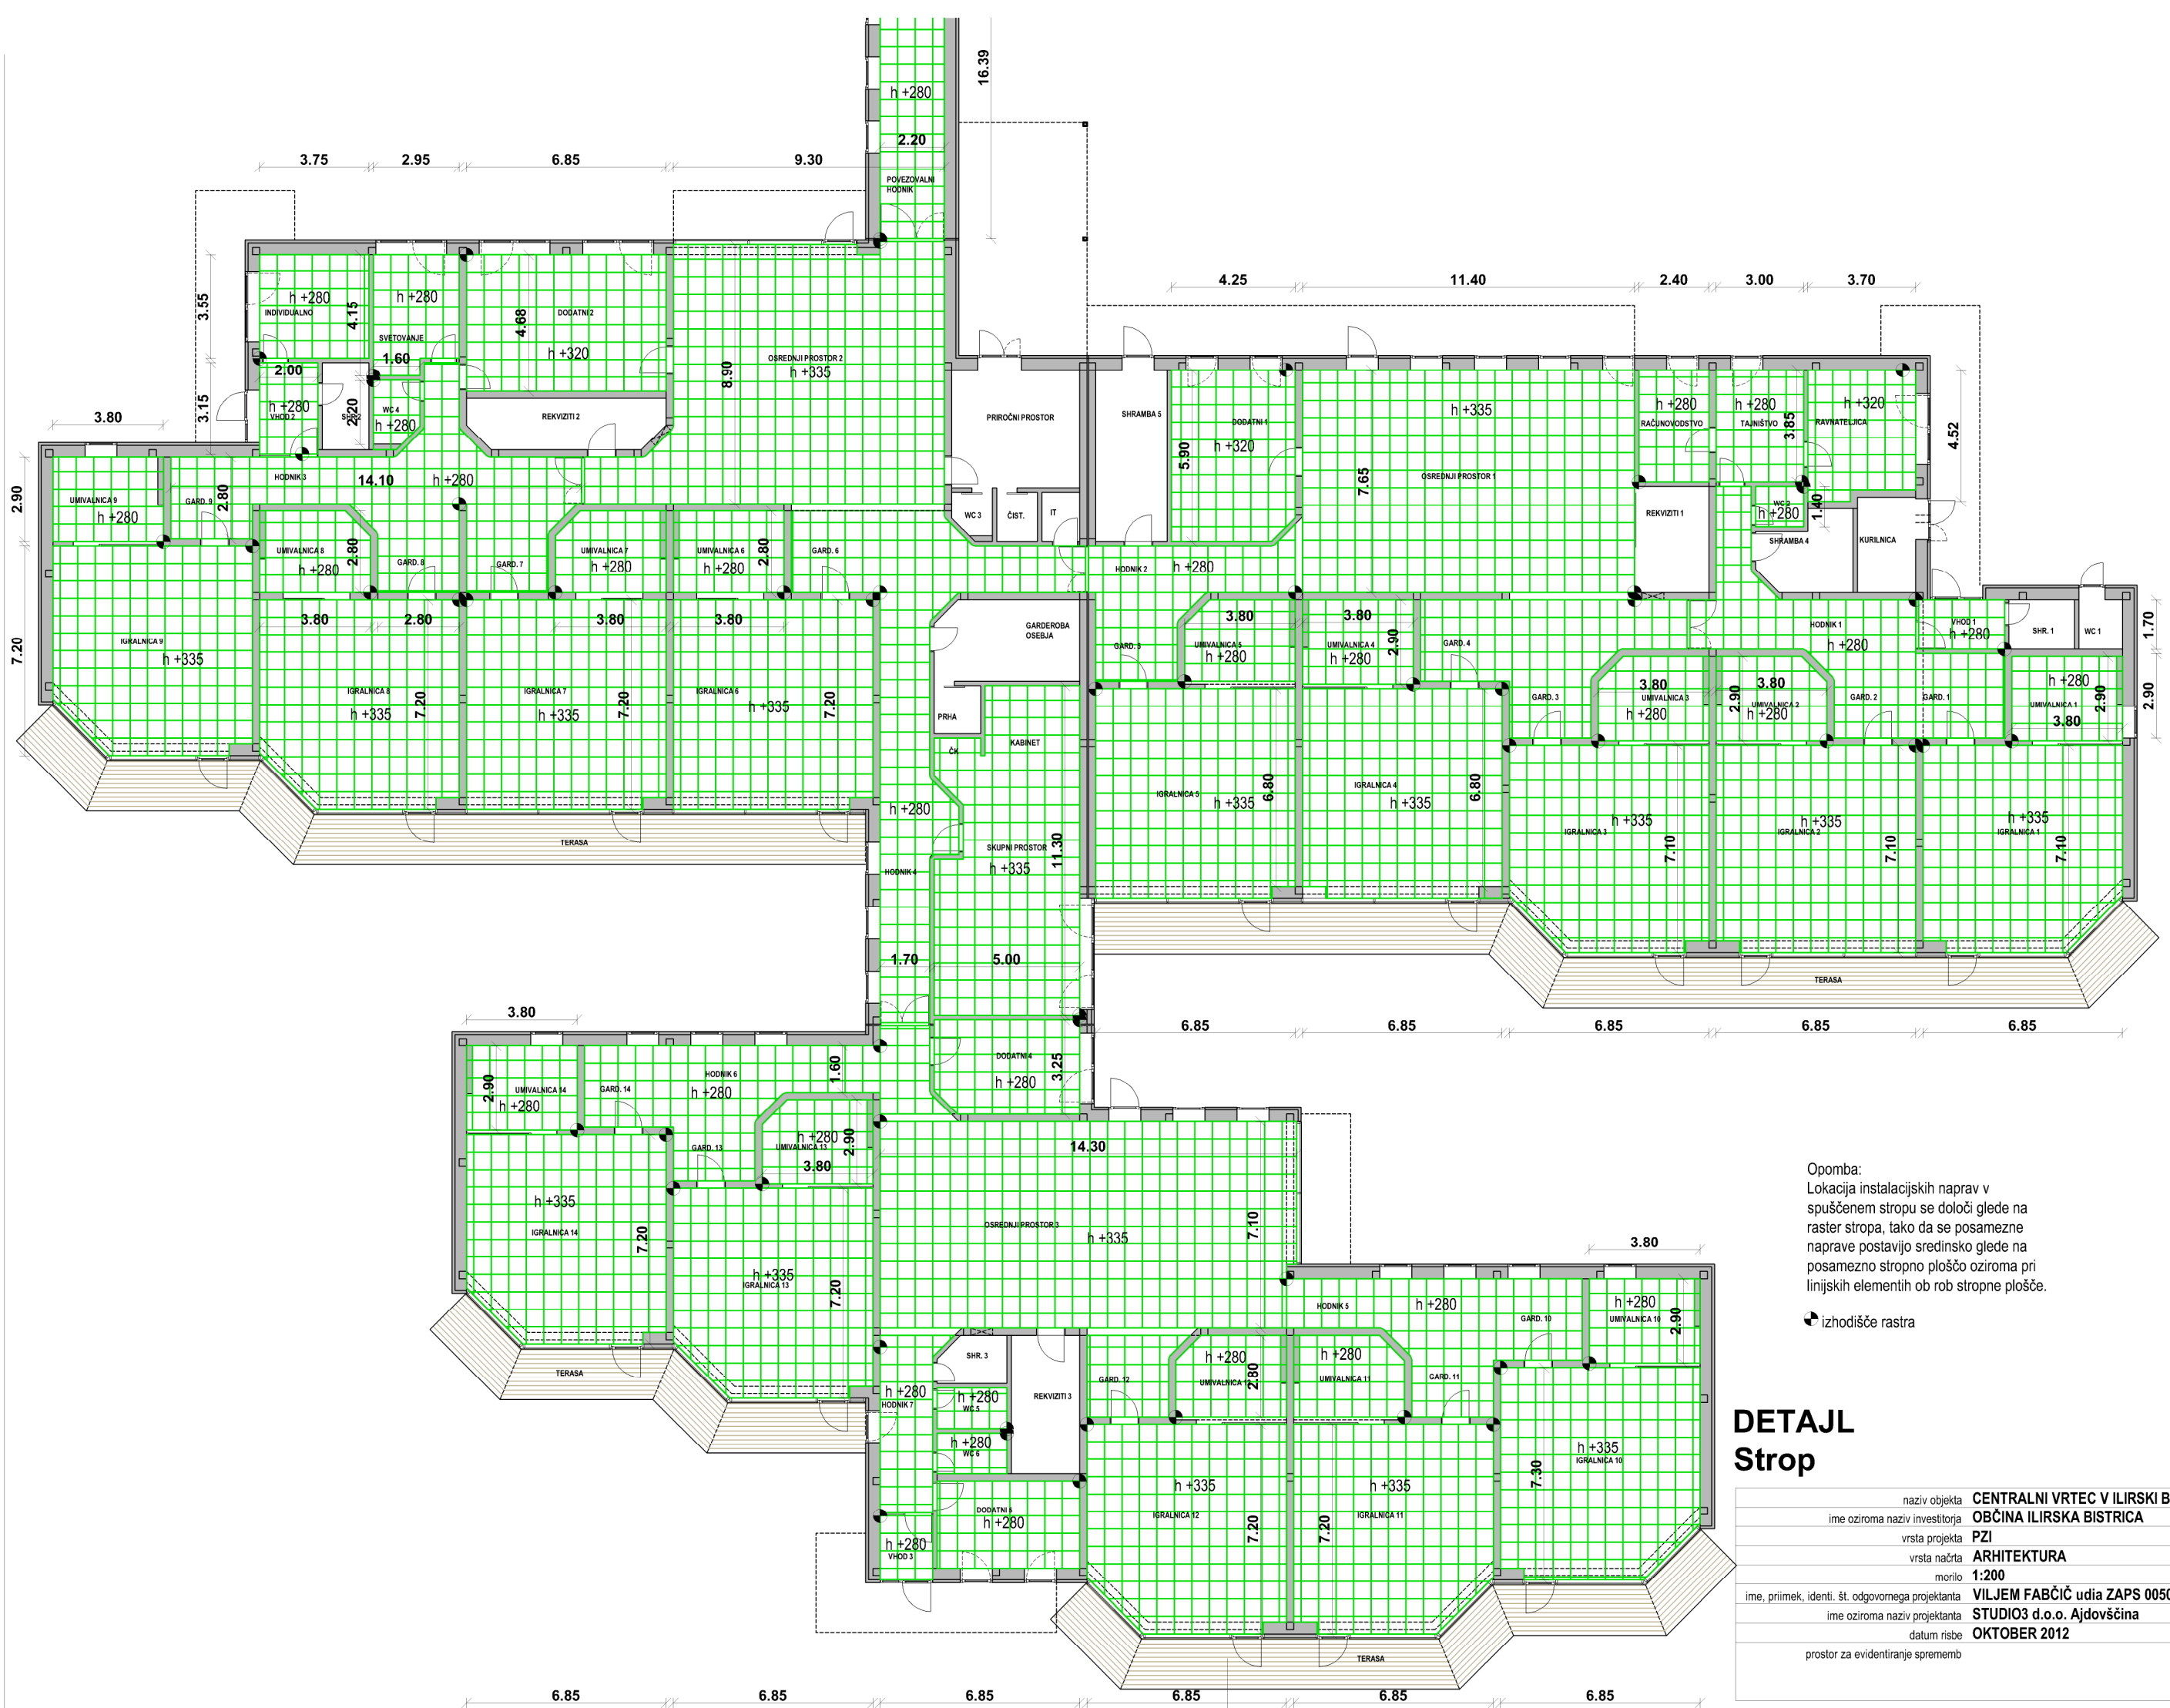 16.39
h +280
2.20
POVEZOVALNI
HODNIK
3.75 2.95 6.85 9.30
3.55
h +280
INDIVIDUALNO
4.15
h +280
SVETOVANJE
1.60
4.68
DODATNI 2
h +320
8.90
OSREDNJI PROSTOR 2
h +335
4.25 11.40 2.40 3.00 3.70
2.00
3.15
h +280
VHOD 2
SHR.2
2.20
WC 4
h +280
REKVIZITI 2
PRIROČNI PROSTOR
SHRAMBA 5
DODATNI 1
h +320
5.90
h +335
7.65
OSREDNJI PROSTOR 1
h +280
RAČUNOVODSTVO
h +280
TAJNIŠTVO
3.85
h +320
RAVNATELJICA
4.52
3.80
2.90
UMIVALNICA 9
h +280
GARD. 9
2.80
HODNIK 3
14.10
h +280
WC 3
ČIST.
IT
REKVIZITI 1
WC 2
h +280
1.40
SHRAMBA 4
KURILNICA
UMIVALNICA 8
h +280
2.80
GARD. 8
GARD. 7
UMIVALNICA 7
h +280
UMIVALNICA 6
h +280
2.80
GARD. 6
HODNIK 2
h +280
7.20
IGRALNICA 9
h +335
3.80
2.80
3.80
3.80
IGRALNICA 8
h +335
7.20
IGRALNICA 7
h +335
7.20
IGRALNICA 6
h +335
7.20
GARDEROBA
OSEBJA
PRHA
ČK
KABINET
GARD. 5
3.80
UMIVALNICA 5
h +280
3.80
UMIVALNICA 4
h +280
2.90
GARD. 4
HODNIK 1
h +280
VHOD 1
h +280
SHR. 1
WC 1
1.70
2.90
GARD. 3
3.80
UMIVALNICA 3
h +280
2.90
3.80
UMIVALNICA 2
h +280
GARD. 2
GARD. 1
h +280
UMIVALNICA 1
3.80
2.90
IGRALNICA 5
h +335
6.80
IGRALNICA 4
h +335
6.80
h +335
IGRALNICA 3
7.10
h +335
IGRALNICA 2
7.10
h +335
IGRALNICA 1
7.10
TERASA
h +280
HODNIK 4
SKUPNI PROSTOR
h +335
11.30
1.70
5.00
TERASA
6.85 6.85 6.85 6.85 6.85
3.80
2.90
UMIVALNICA 14
h +280
GARD. 14
HODNIK 6
h +280
1.60
DODATNI 4
h +280
3.25
GARD. 13
h +280
UMIVALNICA 13
2.90
3.80
14.30
h +335
IGRALNICA 14
7.20
h +335
IGRALNICA 13
7.20
OSREDNJI PROSTOR 3
h +335
7.10
TERASA
3.80
HODNIK 5
h +280
GARD. 10
h +280
UMIVALNICA 10
2.90
SHR. 3
REKVIZITI 3
h +280
HODNIK 7
h +280
WC 5
h +280
WC 6
GARD. 12
h +280
2.80
h +280
UMIVALNICA 11
GARD. 11
h +335
IGRALNICA 10
7.30
h +335
IGRALNICA 12
7.20
h +335
IGRALNICA 11
7.20
h +280
VHOD 3
h +280
TERASA
6.85 6.85 6.85 6.85 6.85 6.85
Opomba:
Lokacija instalacijskih naprav v
spuščenem stropu se določi glede na
raster stropa, tako da se posamezne
naprave postavijo sredinsko glede na
posamezno stropno ploščo oziroma pri
linijskih elementih ob rob stropne plošče.
izhodišče rastra
DETAJL
Strop
naziv objekta CENTRALNI VRTEC V ILIRSKI B
ime oziroma naziv investitorja OBČINA ILIRSKA BISTRICA
vrsta projekta PZI
vrsta načrta ARHITEKTURA
merilo 1:200
ime, priimek, identi. št. odgovornega projektanta VILJEM FABČIČ udia ZAPS 0050
ime oziroma naziv projektanta STUDIO3 d.o.o. Ajdovščina
datum risbe OKTOBER 2012
prostor za evidentiranje sprememb